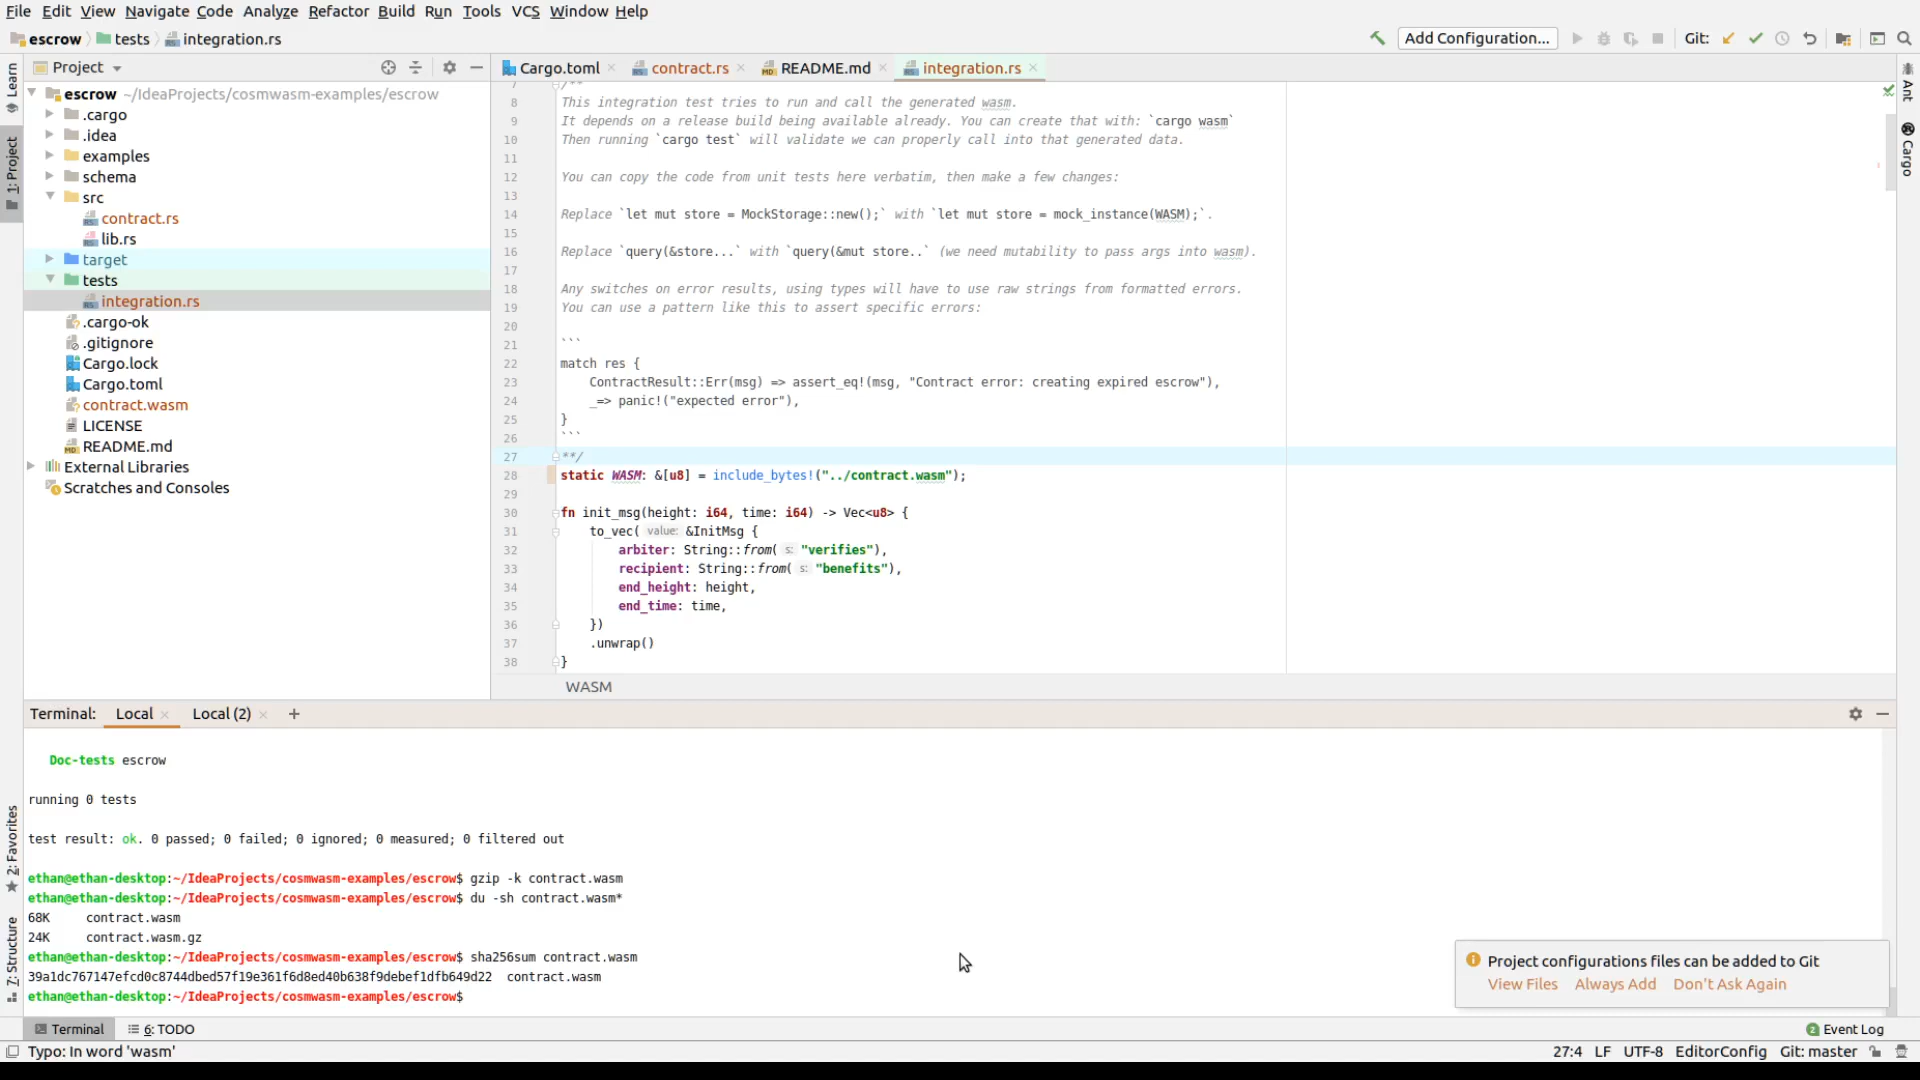 File Edit View Navigate Code Analyze Refactor Build Run Tools VCS Window Help
escrow tests integration.rs
Add Configuration...
Git:
Project
Cargo.toml
contract.rs
README.md
integration.rs
Learn
1: Project
2: Favorites
7: Structure
Ant
Cargo
escrow ~/IdeaProjects/cosmwasm-examples/escrow
.cargo
.idea
examples
schema
src
contract.rs
lib.rs
target
tests
integration.rs
.cargo-ok
.gitignore
Cargo.lock
Cargo.toml
contract.wasm
LICENSE
README.md
External Libraries
Scratches and Consoles
7 /**
8 This integration test tries to run and call the generated wasm.
9 It depends on a release build being available already. You can create that with: `cargo wasm`
10 Then running `cargo test` will validate we can properly call into that generated data.
11
12 You can copy the code from unit tests here verbatim, then make a few changes:
13
14 Replace `let mut store = MockStorage::new();` with `let mut store = mock_instance(WASM);`.
15
16 Replace `query(&store...` with `query(&mut store..` (we need mutability to pass args into wasm).
17
18 Any switches on error results, using types will have to use raw strings from formatted errors.
19 You can use a pattern like this to assert specific errors:
20
21 ```
22 match res {
23 ContractResult::Err(msg) => assert_eq!(msg, "Contract error: creating expired escrow"),
24 _=> panic!("expected error"),
25 }
26 ```
27 **/
28 static WASM: &[u8] = include_bytes!("../contract.wasm");
29
30 fn init_msg(height: i64, time: i64) -> Vec<u8> {
31 to_vec( value: &InitMsg {
32 arbiter: String::from( s: "verifies"),
33 recipient: String::from( s: "benefits"),
34 end_height: height,
35 end_time: time,
36 })
37 .unwrap()
38 }
WASM
Terminal: Local Local (2) +
Doc-tests escrow
running 0 tests
test result: ok. 0 passed; 0 failed; 0 ignored; 0 measured; 0 filtered out
ethan@ethan-desktop:~/IdeaProjects/cosmwasm-examples/escrow$ gzip -k contract.wasm
ethan@ethan-desktop:~/IdeaProjects/cosmwasm-examples/escrow$ du -sh contract.wasm*
68K contract.wasm
24K contract.wasm.gz
ethan@ethan-desktop:~/IdeaProjects/cosmwasm-examples/escrow$ sha256sum contract.wasm
39a1dc767147efcd0c8744dbed57f19e361f6d8ed40b638f9debef1dfb649d22 contract.wasm
ethan@ethan-desktop:~/IdeaProjects/cosmwasm-examples/escrow$
Project configurations files can be added to Git
View Files Always Add Don't Ask Again
Terminal 6: TODO
2 Event Log
Typo: In word 'wasm'
27:4 LF UTF-8 EditorConfig Git: master